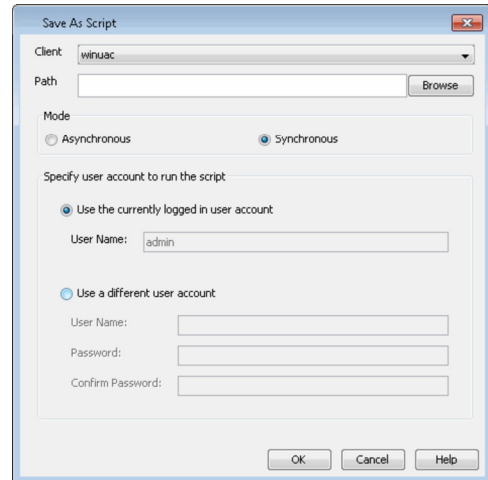 Save As Script
Client winuac
Path Browse
Mode
Asynchronous Synchronous
Specify user account to run the script
Use the currently logged in user account
User Name: admin
Use a different user account
User Name:
Password:
Confirm Password:
OK Cancel Help